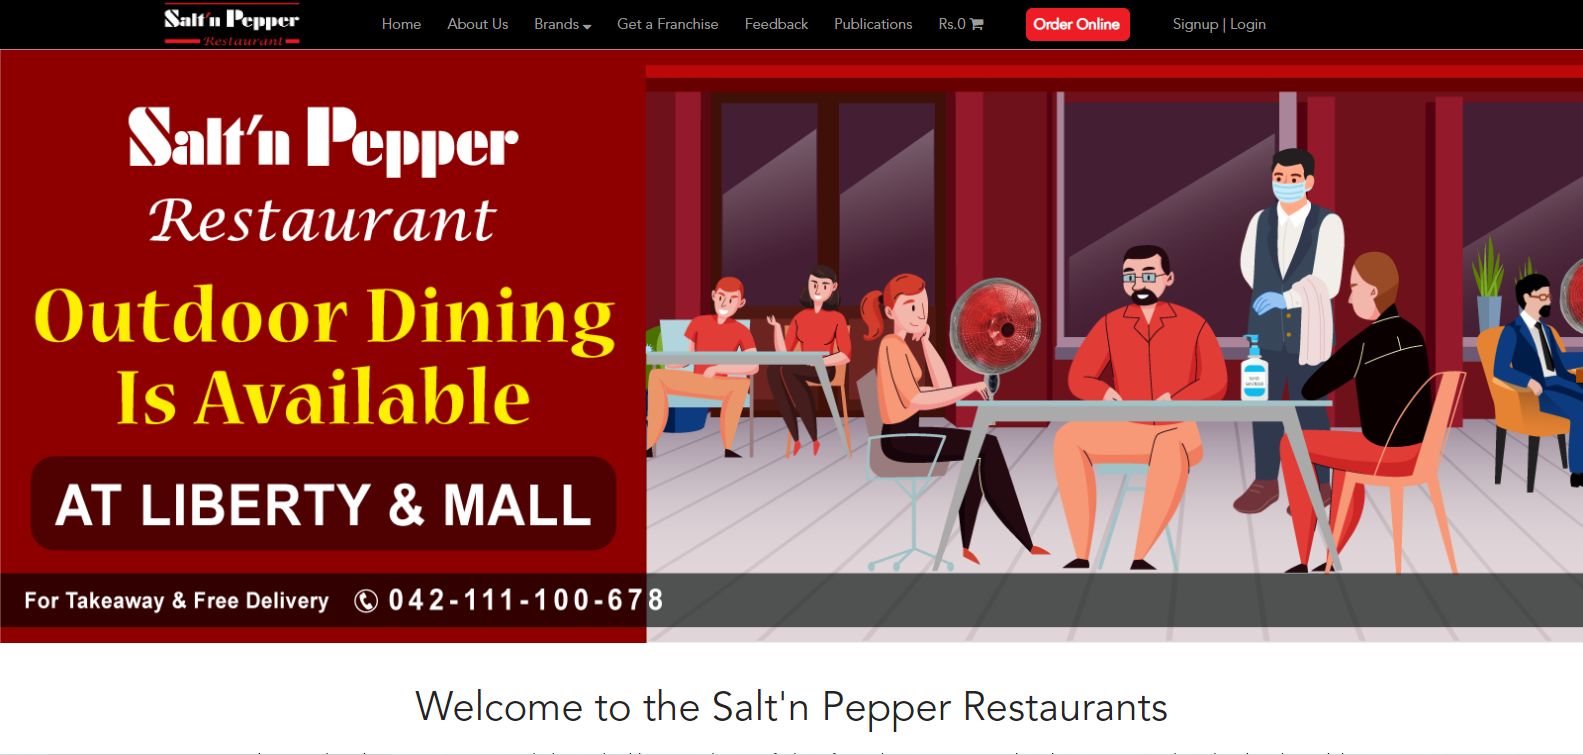 Salt'n Pepper
Restaurant
Home About Us Brands Get a Franchise Feedback Publications Rs.0 Order Online Signup | Login
Salt'n Pepper
Restaurant
Outdoor Dining
Is Available
AT LIBERTY & MALL
For Takeaway & Free Delivery 042-111-100-678
Welcome to the Salt'n Pepper Restaurants